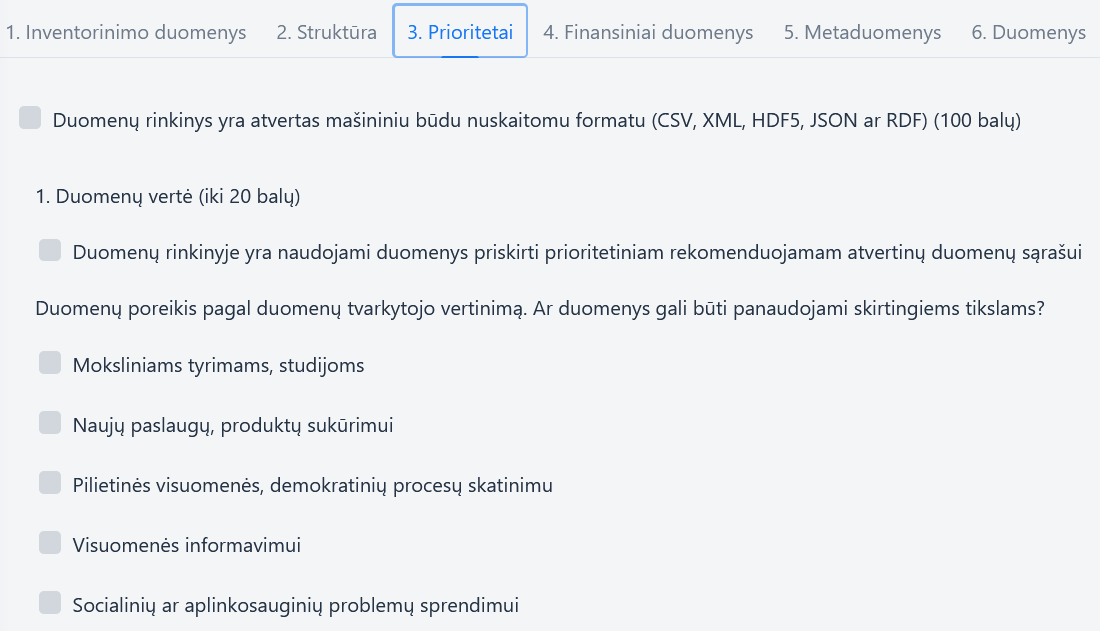 1. Inventorinimo duomenys 2. Struktūra 3. Prioritetai 4. Finansiniai duomenys 5. Metaduomenys 6. Duomenys
Duomenų rinkinys yra atvertas mašininiu būdu nuskaitomu formatu (CSV, XML, HDF5, JSON ar RDF) (100 balų)
1. Duomenų vertė (iki 20 balų)
Duomenų rinkinyje yra naudojami duomenys priskirti prioritetiniam rekomenduojamam atvertinų duomenų sąrašui
Duomenų poreikis pagal duomenų tvarkytojo vertinimą. Ar duomenys gali būti panaudojami skirtingiems tikslams?
Moksliniams tyrimams, studijoms
Naujų paslaugų, produktų sukūrimui
Pilietinės visuomenės, demokratinių procesų skatinimu
Visuomenės informavimui
Socialinių ar aplinkosauginių problemų sprendimui